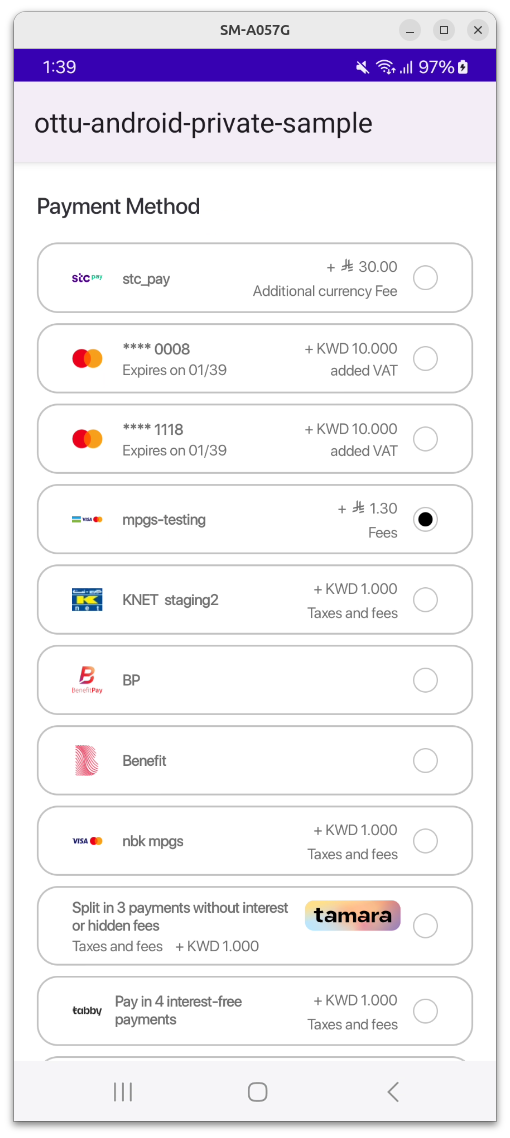 SM-A057G
1:39
97%
ottu-android-private-sample
Payment Method
stc pay
stc_pay
+ 30.00
Additional currency Fee
**** 0008
Expires on 01/39
+ KWD 10.000
added VAT
**** 1118
Expires on 01/39
+ KWD 10.000
added VAT
VISA
mpgs-testing
+ 1.30
Fees
K
net
KNET staging2
+ KWD 1.000
Taxes and fees
BenefitPay
BP
Benefit
VISA
nbk mpgs
+ KWD 1.000
Taxes and fees
Split in 3 payments without interest
or hidden fees
Taxes and fees + KWD 1.000
tamara
tabby
Pay in 4 interest-free
payments
+ KWD 1.000
Taxes and fees